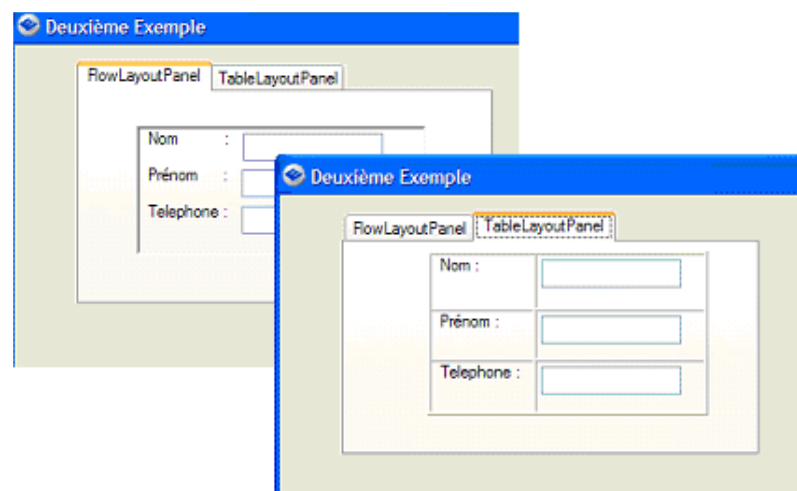 Deuxième Exemple
FlowLayoutPanel TableLayoutPanel
Nom :
Prénom :
Telephone :
Deuxième Exemple
FlowLayoutPanel TableLayoutPanel
Nom :
Prénom :
Telephone :